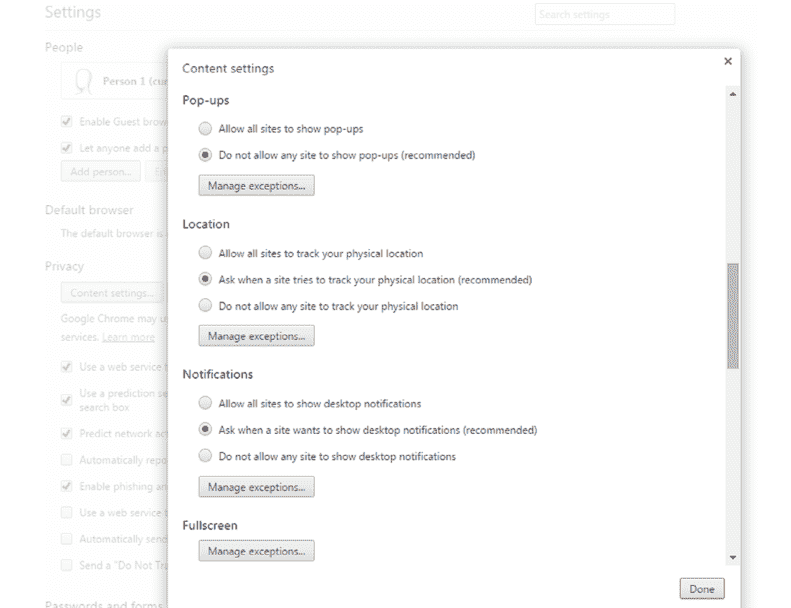 Settings
Search settings
People
Person 1 (cur
Enable Guest brow
Let anyone add a p
Add person...
Default browser
The default browser is
Privacy
Content settings...
Google Chrome may u
services. Learn more
Use a web service t
Use a prediction se
search box
Predict network act
Automatically repo
Enable phishing an
Use a web service t
Automatically send
Send a "Do Not Tra
Passwords and forms
Content settings
Pop-ups
Allow all sites to show pop-ups
Do not allow any site to show pop-ups (recommended)
Manage exceptions...
Location
Allow all sites to track your physical location
Ask when a site tries to track your physical location (recommended)
Do not allow any site to track your physical location
Manage exceptions...
Notifications
Allow all sites to show desktop notifications
Ask when a site wants to show desktop notifications (recommended)
Do not allow any site to show desktop notifications
Manage exceptions...
Fullscreen
Manage exceptions...
Done